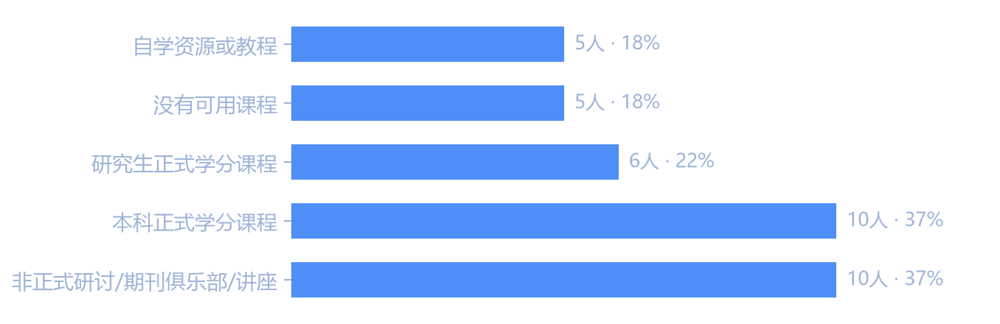 自学资源或教程 5人 · 18%
没有可用课程 5人 · 18%
研究生正式学分课程 6人 · 22%
本科正式学分课程 10人 · 37%
非正式研讨/期刊俱乐部/讲座 10人 · 37%